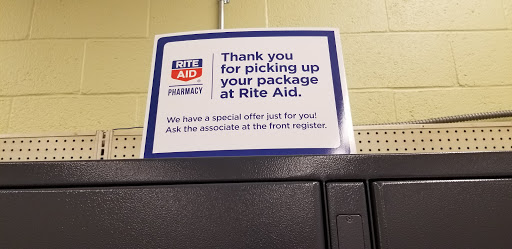 RITE
AID
PHARMACY
Thank you
for picking up
your package
at Rite Aid.
We have a special offer just for you!
Ask the associate at the front register.